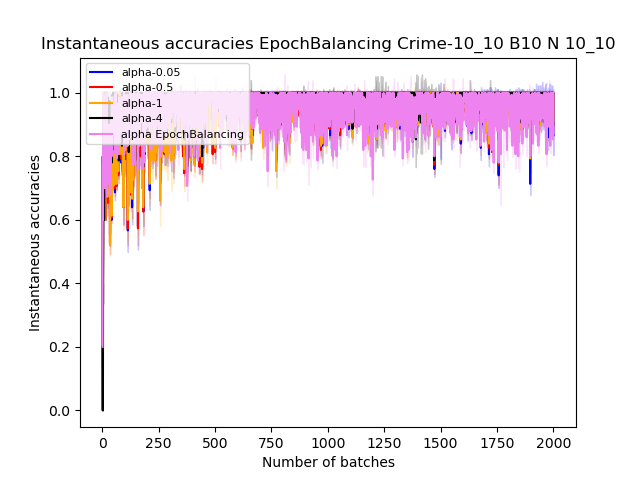 Instantaneous accuracies EpochBalancing Crime-10_10 B10 N 10_10
alpha-0.05
alpha-0.5
alpha-1
alpha-4
alpha EpochBalancing
Instantaneous accuracies
1.0
0.8
0.6
0.4
0.2
0.0
0 250 500 750 1000 1250 1500 1750 2000
Number of batches